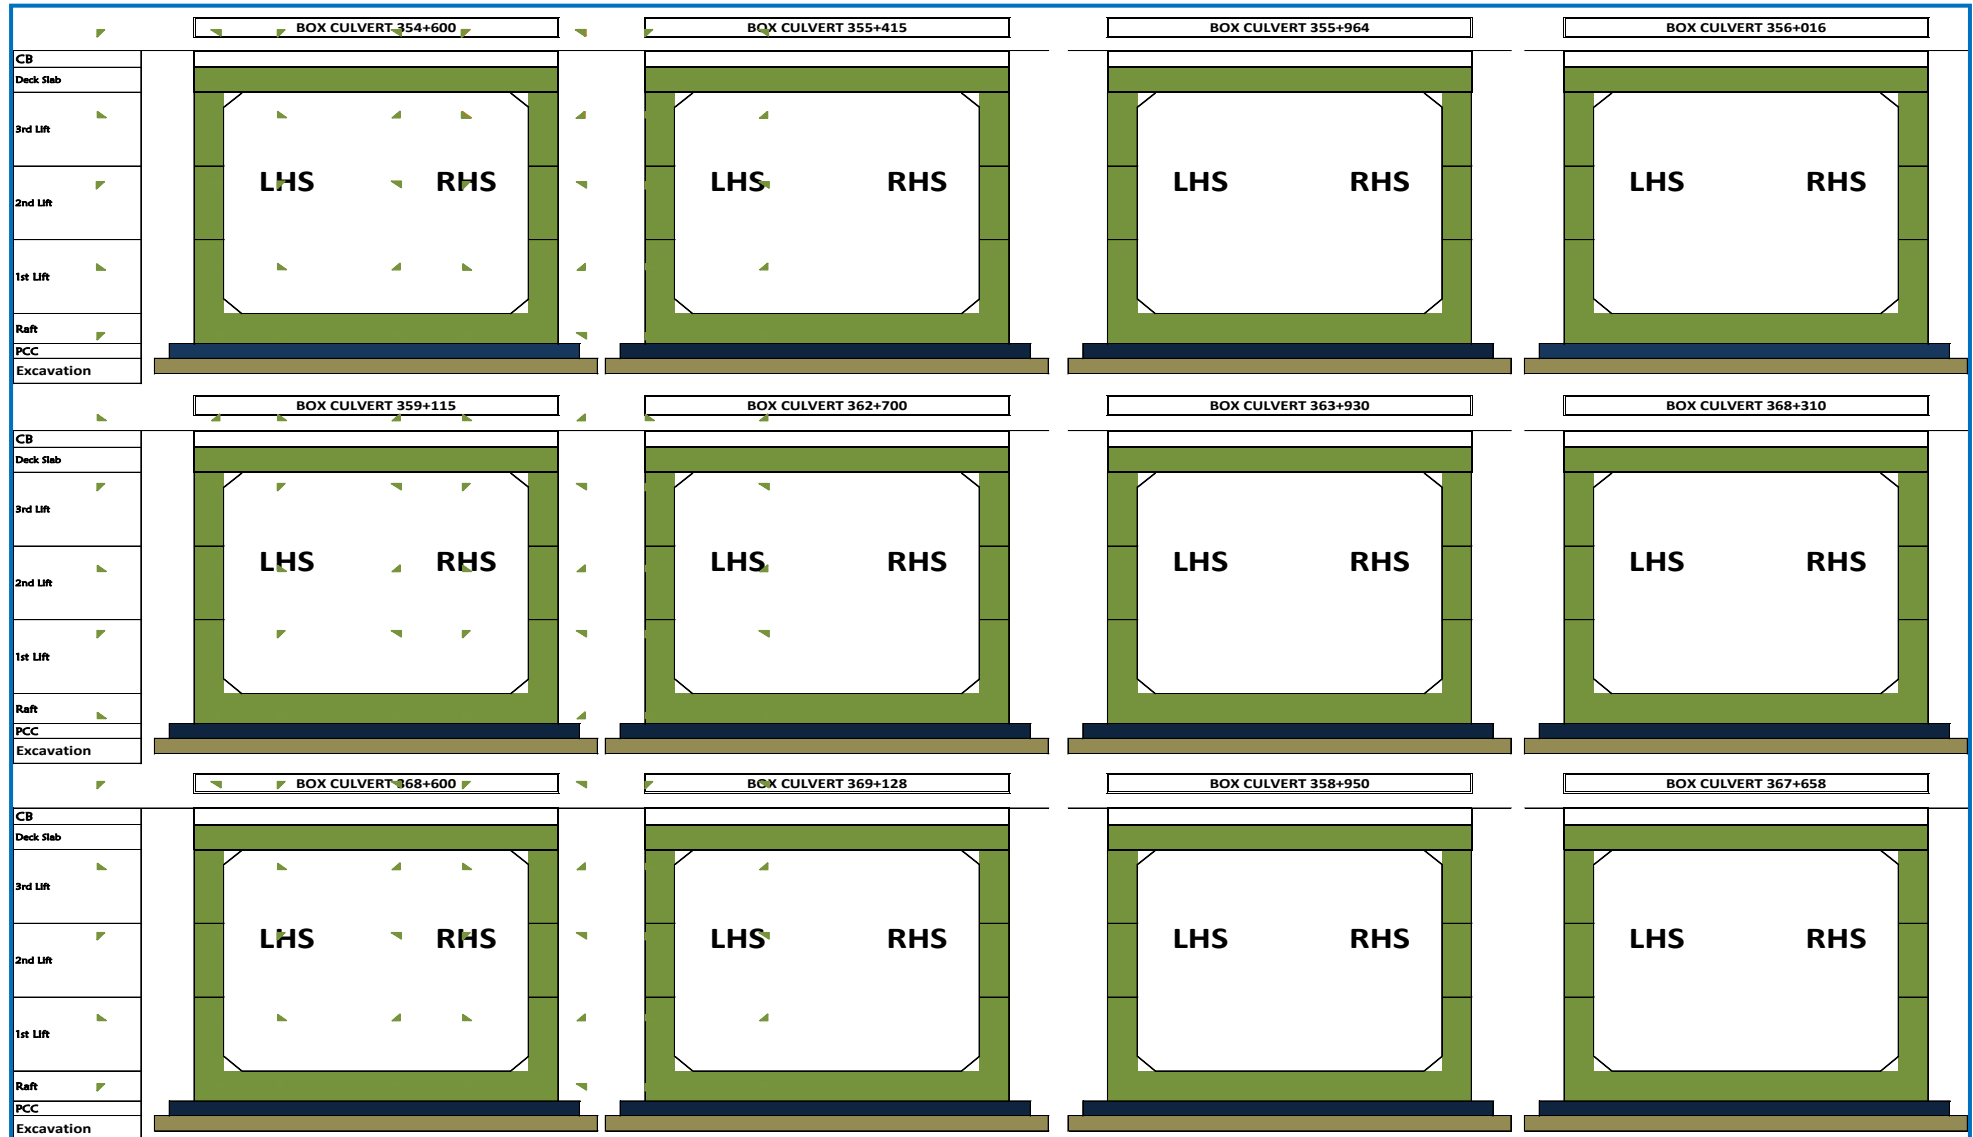 BOX CULVERT 354+600 BOX CULVERT 355+415 BOX CULVERT 355+964 BOX CULVERT 356+016
CB
Deck Slab
3rd Lift
LHS RHS LHS RHS LHS RHS LHS RHS
2nd Lift
1st Lift
Raft
PCC
Excavation
BOX CULVERT 359+115 BOX CULVERT 362+700 BOX CULVERT 363+930 BOX CULVERT 368+310
CB
Deck Slab
3rd Lift
LHS RHS LHS RHS LHS RHS LHS RHS
2nd Lift
1st Lift
Raft
PCC
Excavation
BOX CULVERT 368+600 BOX CULVERT 369+128 BOX CULVERT 358+950 BOX CULVERT 367+658
CB
Deck Slab
3rd Lift
LHS RHS LHS RHS LHS RHS LHS RHS
2nd Lift
1st Lift
Raft
PCC
Excavation